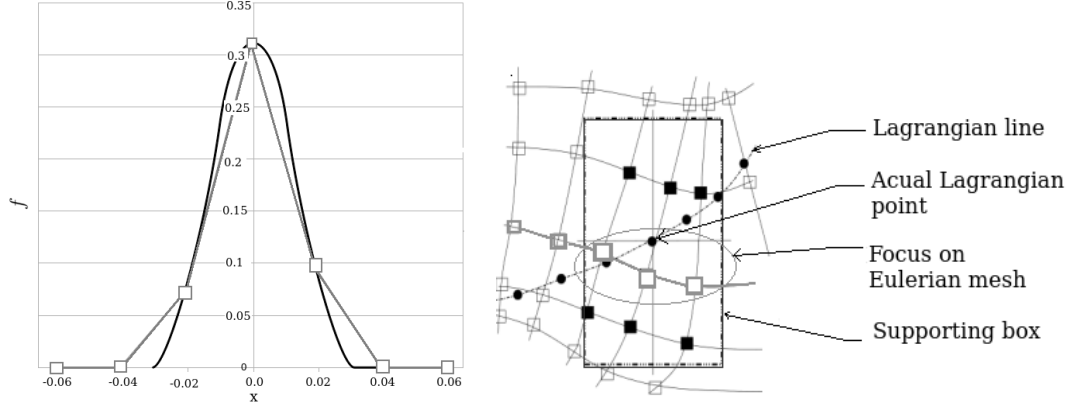 0.35
0.3
0.25
0.2
0.15
0.1
0.05
0
f
-0.06
-0.04
-0.02
0.0
0.02
0.04
0.06
x
Lagrangian line
Acual Lagrangian
point
Focus on
Eulerian mesh
Supporting box